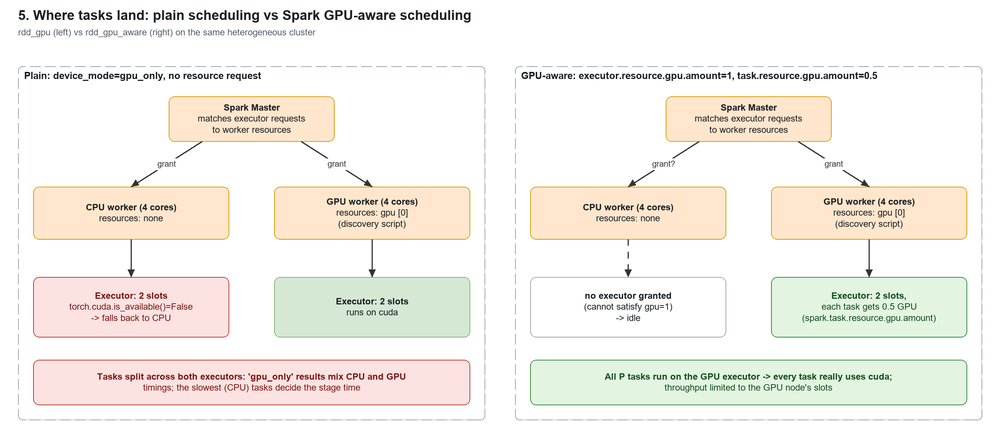 5. Where tasks land: plain scheduling vs Spark GPU-aware scheduling
rdd_gpu (left) vs rdd_gpu_aware (right) on the same heterogeneous cluster
Plain: device_mode=gpu_only, no resource request
Spark Master
matches executor requests
to worker resources
grant
grant
CPU worker (4 cores)
resources: none
GPU worker (4 cores)
resources: gpu [0]
(discovery script)
Executor: 2 slots
torch.cuda.is_available()=False
-> falls back to CPU
Executor: 2 slots
runs on cuda
Tasks split across both executors: 'gpu_only' results mix CPU and GPU
timings; the slowest (CPU) tasks decide the stage time
GPU-aware: executor.resource.gpu.amount=1, task.resource.gpu.amount=0.5
Spark Master
matches executor requests
to worker resources
grant?
grant
CPU worker (4 cores)
resources: none
GPU worker (4 cores)
resources: gpu [0]
(discovery script)
no executor granted
(cannot satisfy gpu=1)
-> idle
Executor: 2 slots,
each task gets 0.5 GPU
(spark.task.resource.gpu.amount)
All P tasks run on the GPU executor -> every task really uses cuda;
throughput limited to the GPU node's slots